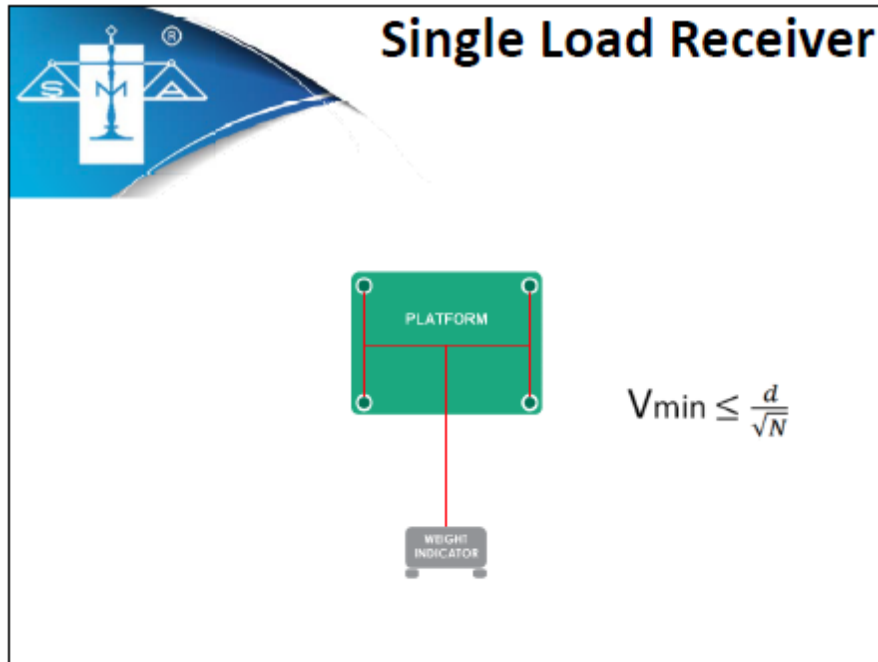 ®
S M A
Single Load Receiver
PLATFORM
Vmin ≤ d/√N
WEIGHT
INDICATOR